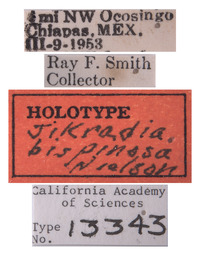 4mi NW Ocosingo
Chiapas, MEX.
III-9-1953
Ray F. Smith
Collector
HOLOTYPE
Jikradia
bispinosa
Nielson
California Academy
of Sciences
Type
No. 13343